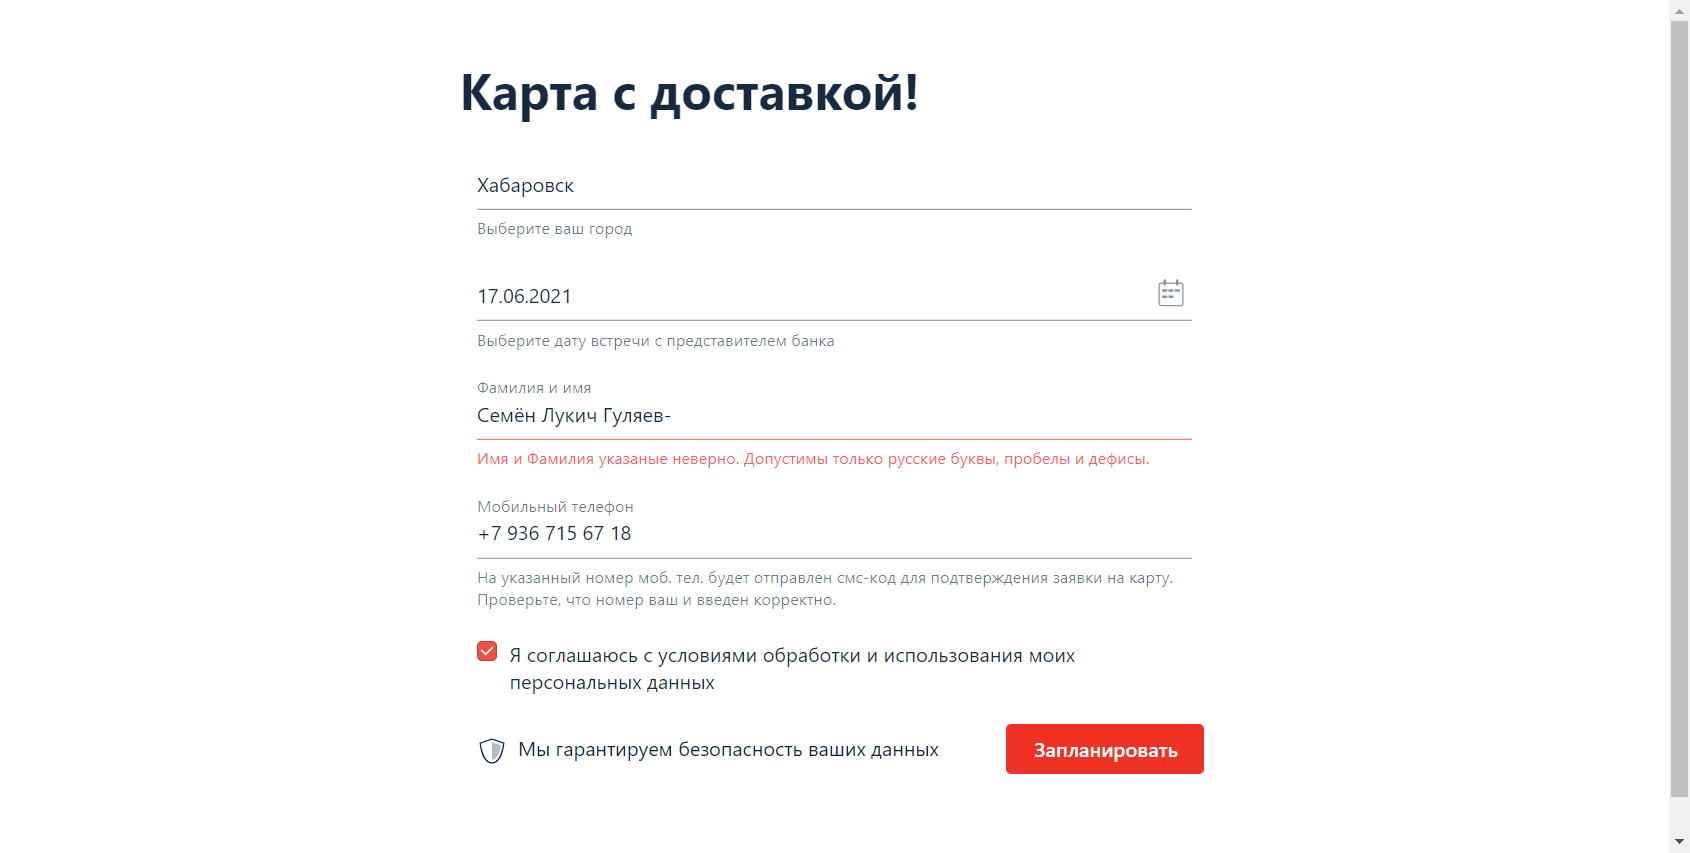 Карта с доставкой!
Хабаровск
Выберите ваш город
17.06.2021
Выберите дату встречи с представителем банка
Фамилия и имя
Семён Лукич Гуляев-
Имя и Фамилия указаные неверно. Допустимы только русские буквы, пробелы и дефисы.
Мобильный телефон
+7 936 715 67 18
На указанный номер моб. тел. будет отправлен смс-код для подтверждения заявки на карту.
Проверьте, что номер ваш и введен корректно.
Я соглашаюсь с условиями обработки и использования моих
персональных данных
Мы гарантируем безопасность ваших данных
Запланировать